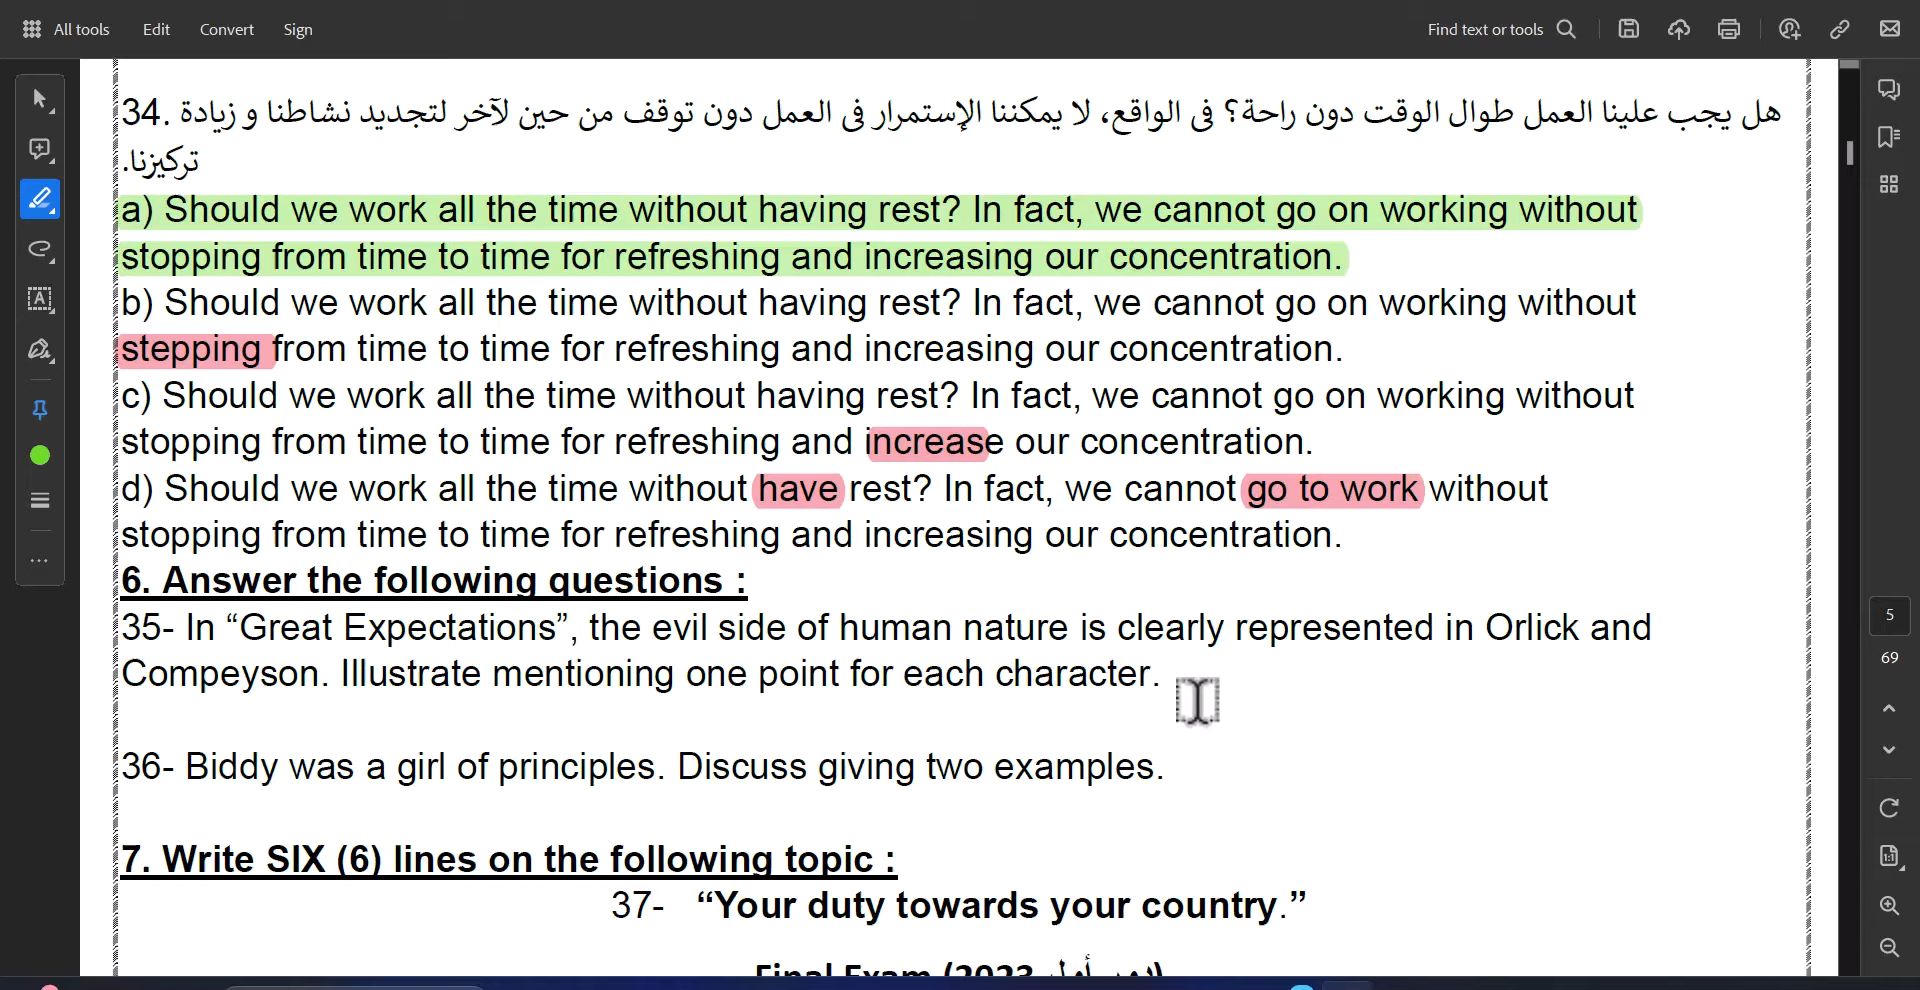 All tools Edit Convert Sign Find text or tools
34. هل يجب علينا العمل طوال الوقت دون راحة؟ فى الواقع، لا يمكننا الإستمرار فى العمل دون توقف من حين لآخر لتجديد نشاطنا و زيادة
تركيزنا.
a) Should we work all the time without having rest? In fact, we cannot go on working without
stopping from time to time for refreshing and increasing our concentration.
b) Should we work all the time without having rest? In fact, we cannot go on working without
stepping from time to time for refreshing and increasing our concentration.
c) Should we work all the time without having rest? In fact, we cannot go on working without
stopping from time to time for refreshing and increase our concentration.
d) Should we work all the time without have rest? In fact, we cannot go to work without
stopping from time to time for refreshing and increasing our concentration.
6. Answer the following questions :
35- In “Great Expectations”, the evil side of human nature is clearly represented in Orlick and
Compeyson. Illustrate mentioning one point for each character.
36- Biddy was a girl of principles. Discuss giving two examples.
7. Write SIX (6) lines on the following topic :
37- “Your duty towards your country.”
Final Exam (2023 دور أول)
5
69